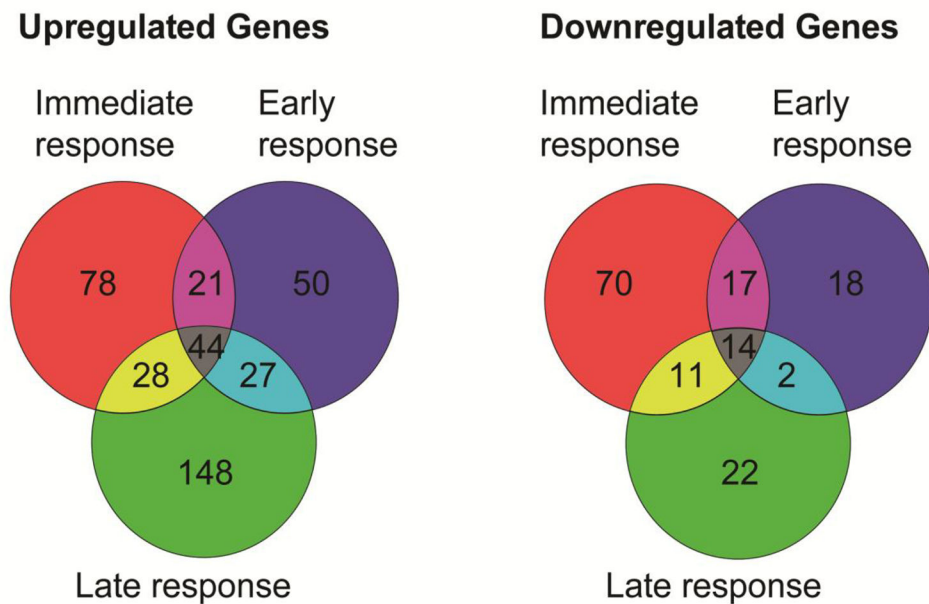 Upregulated Genes
Immediate
response
Early
response
78
21
50
44
28
27
148
Late response
Downregulated Genes
Immediate
response
Early
response
70
17
18
14
11
2
22
Late response